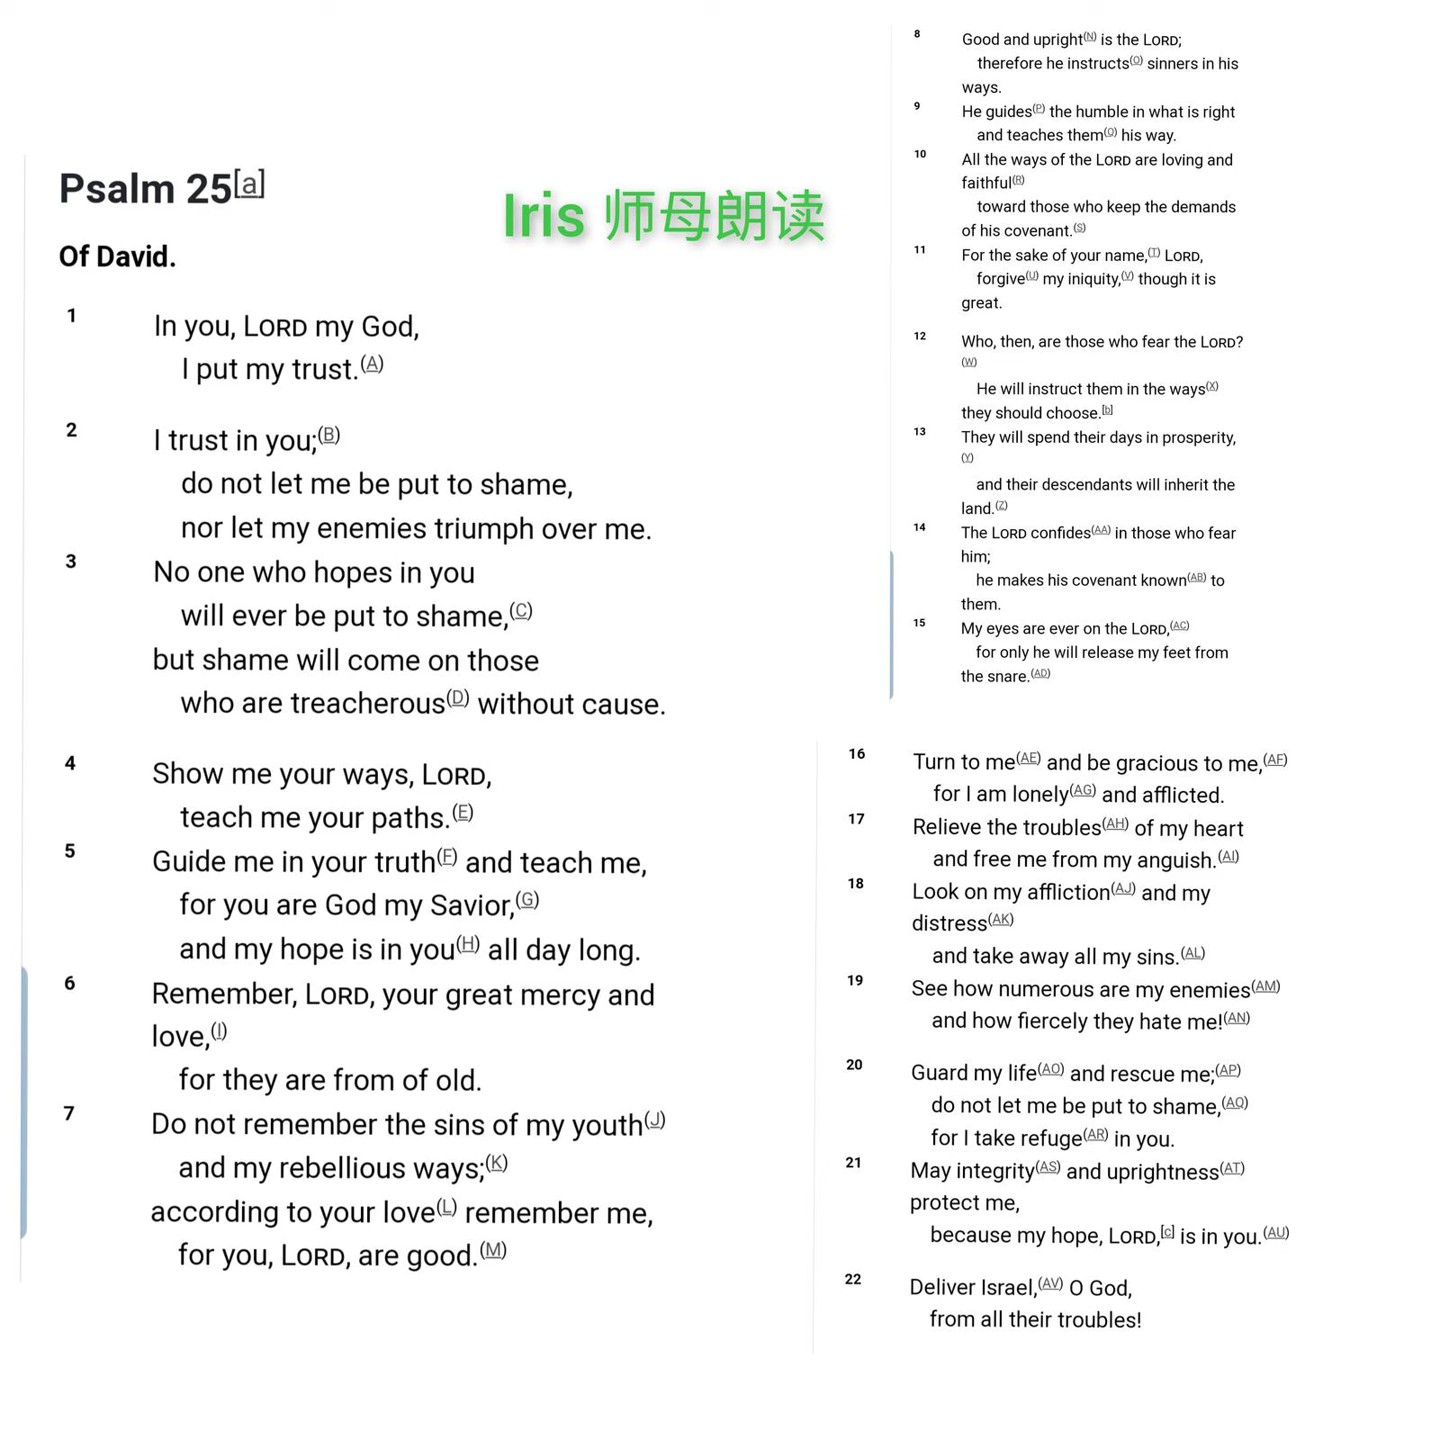 Psalm 25[a]
Iris 师母朗读
Of David.
1 In you, LORD my God,
I put my trust.(A)
2 I trust in you;(B)
do not let me be put to shame,
nor let my enemies triumph over me.
3 No one who hopes in you
will ever be put to shame,(C)
but shame will come on those
who are treacherous(D) without cause.
4 Show me your ways, LORD,
teach me your paths.(E)
5 Guide me in your truth(F) and teach me,
for you are God my Savior,(G)
and my hope is in you(H) all day long.
6 Remember, LORD, your great mercy and
love,(I)
for they are from of old.
7 Do not remember the sins of my youth(J)
and my rebellious ways;(K)
according to your love(L) remember me,
for you, LORD, are good.(M)
8 Good and upright(N) is the LORD;
therefore he instructs(O) sinners in his
ways.
9 He guides(P) the humble in what is right
and teaches them(Q) his way.
10 All the ways of the LORD are loving and
faithful(R)
toward those who keep the demands
of his covenant.(S)
11 For the sake of your name,(T) LORD,
forgive(U) my iniquity,(V) though it is
great.
12 Who, then, are those who fear the LORD?
(W)
He will instruct them in the ways(X)
they should choose.[b]
13 They will spend their days in prosperity,
(Y)
and their descendants will inherit the
land.(Z)
14 The LORD confides(AA) in those who fear
him;
he makes his covenant known(AB) to
them.
15 My eyes are ever on the LORD,(AC)
for only he will release my feet from
the snare.(AD)
16 Turn to me(AE) and be gracious to me,(AF)
for I am lonely(AG) and afflicted.
17 Relieve the troubles(AH) of my heart
and free me from my anguish.(AI)
18 Look on my affliction(AJ) and my
distress(AK)
and take away all my sins.(AL)
19 See how numerous are my enemies(AM)
and how fiercely they hate me!(AN)
20 Guard my life(AO) and rescue me;(AP)
do not let me be put to shame,(AQ)
for I take refuge(AR) in you.
21 May integrity(AS) and uprightness(AT)
protect me,
because my hope, LORD,[c] is in you.(AU)
22 Deliver Israel,(AV) O God,
from all their troubles!